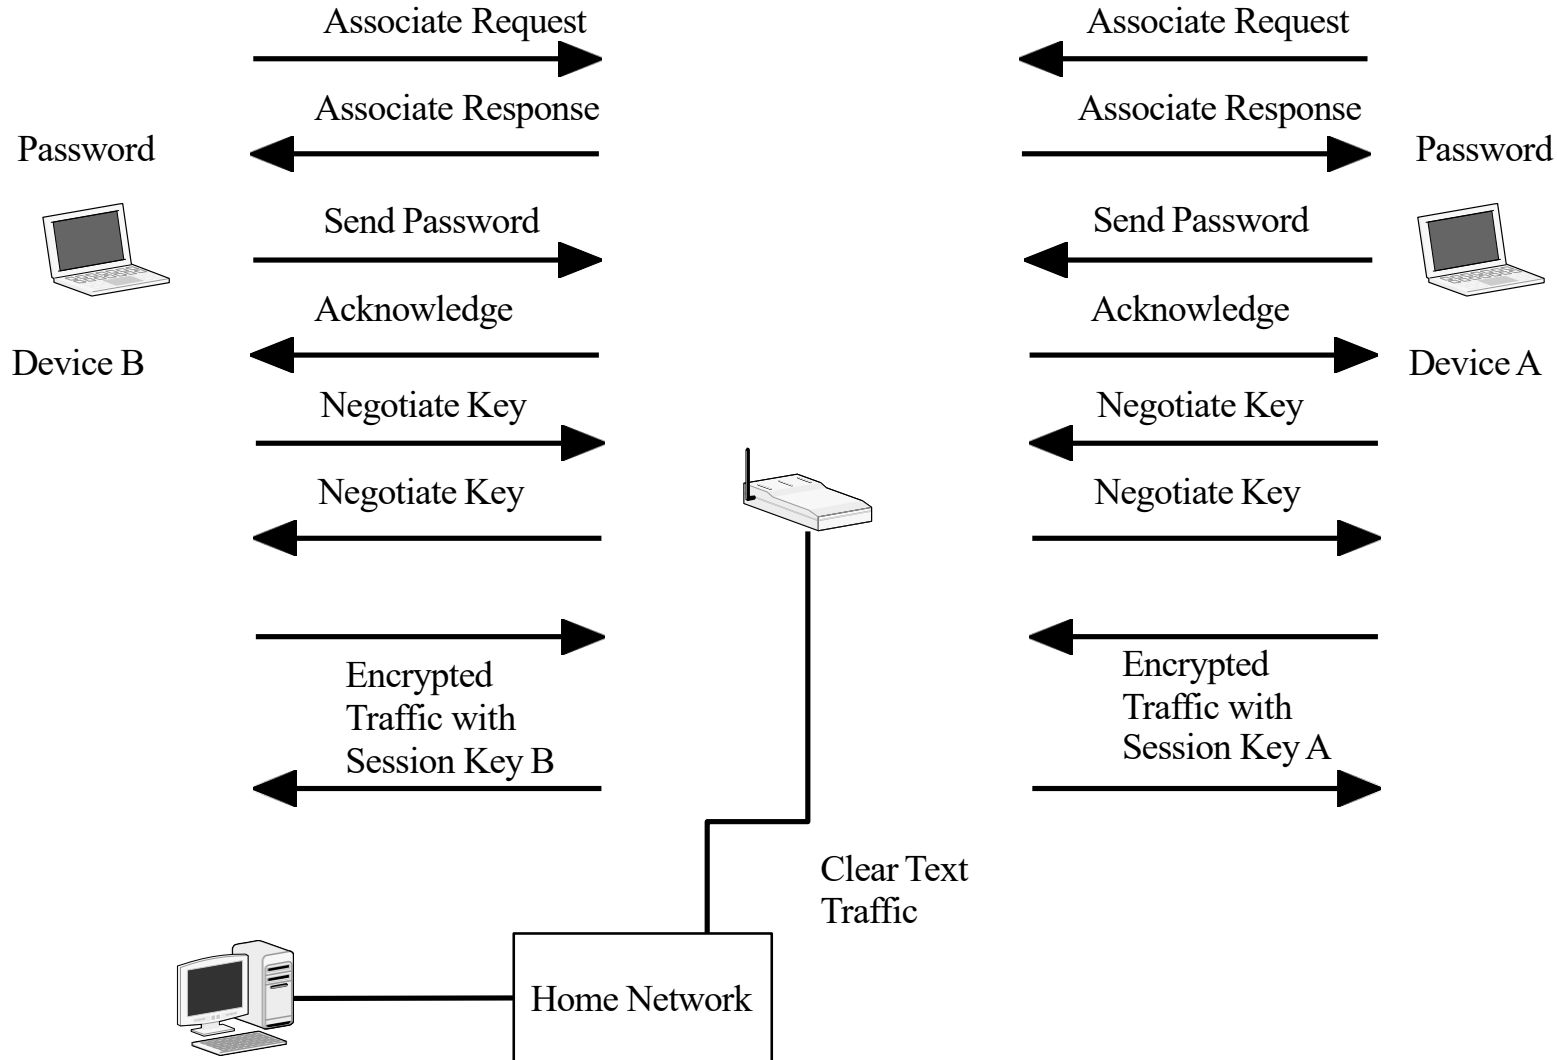 Associate Request
Associate Request
Associate Response
Associate Response
Password
Password
Send Password
Send Password
Acknowledge
Acknowledge
Device B
Device A
Negotiate Key
Negotiate Key
Negotiate Key
Negotiate Key
Encrypted
Traffic with
Session Key B
Encrypted
Traffic with
Session Key A
Clear Text
Traffic
Home Network